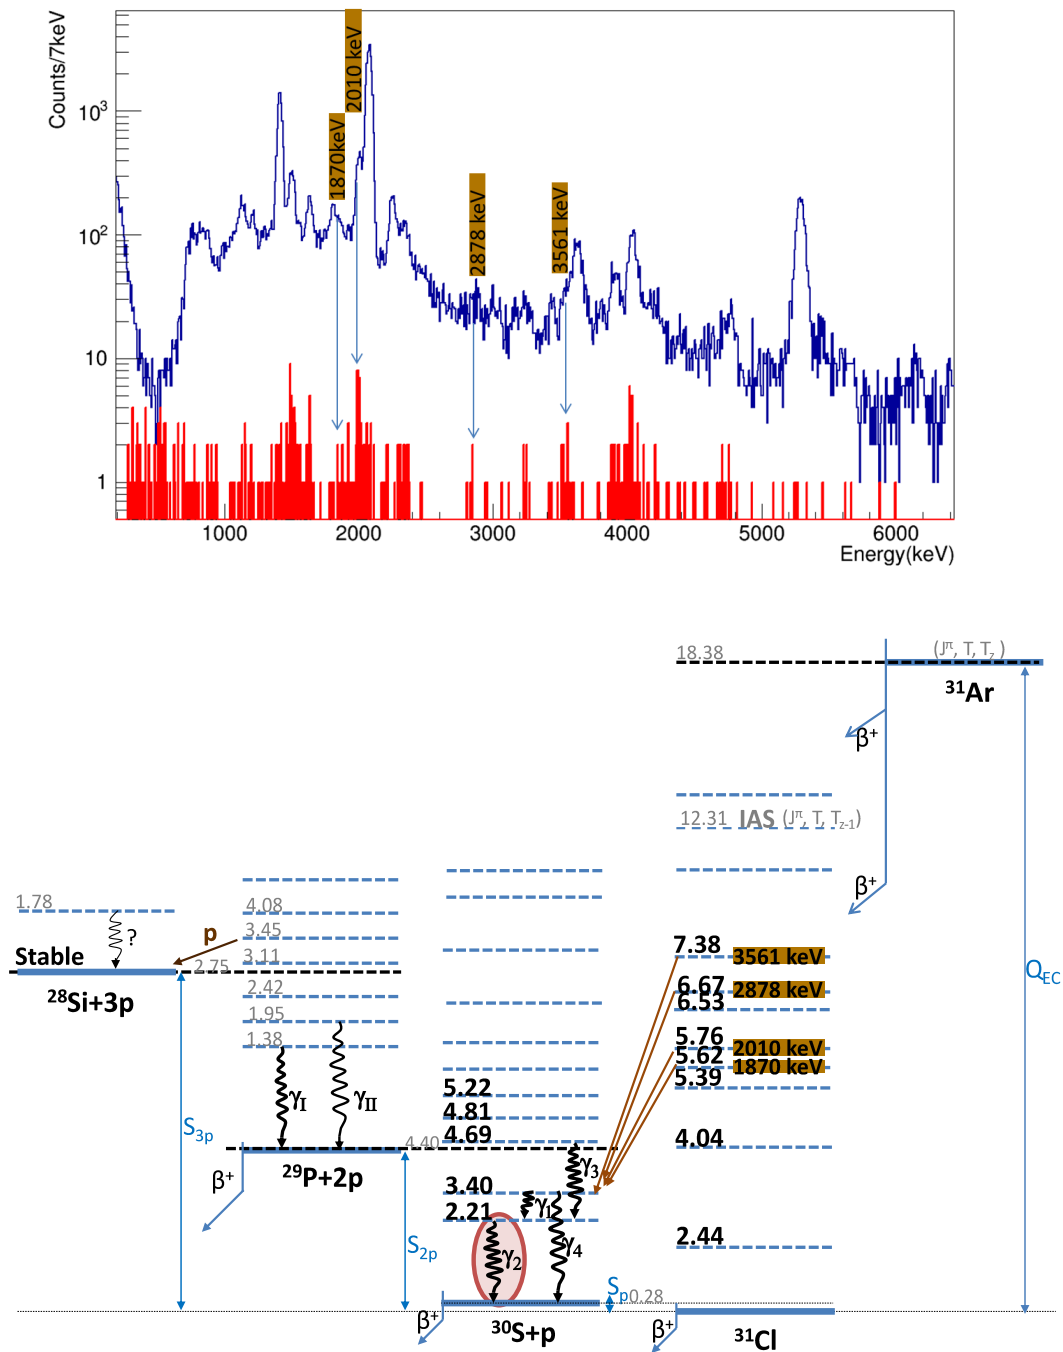 Counts/7keV
10³
10²
10
1
1870keV
2010 keV
2878 keV
3561 keV
1000
2000
3000
4000
5000
6000
Energy(keV)
18.38
(Jπ, T, Tz )
³¹Ar
β⁺
12.31 IAS (Jπ, T, Tz-1)
β⁺
1.78
?
Stable
²⁸Si+3p
S3p
p
4.08
3.45
3.11
2.75
2.42
1.95
1.38
γI
γII
²⁹P+2p
β⁺
4.40
S2p
5.22
4.81
4.69
3.40
2.21
γ1
γ2
γ3
γ4
³⁰S+p
β⁺
Sp
0.28
7.38 3561 keV
6.67 2878 keV
6.53
5.76 2010 keV
5.62 1870 keV
5.39
4.04
2.44
³¹Cl
β⁺
QEC